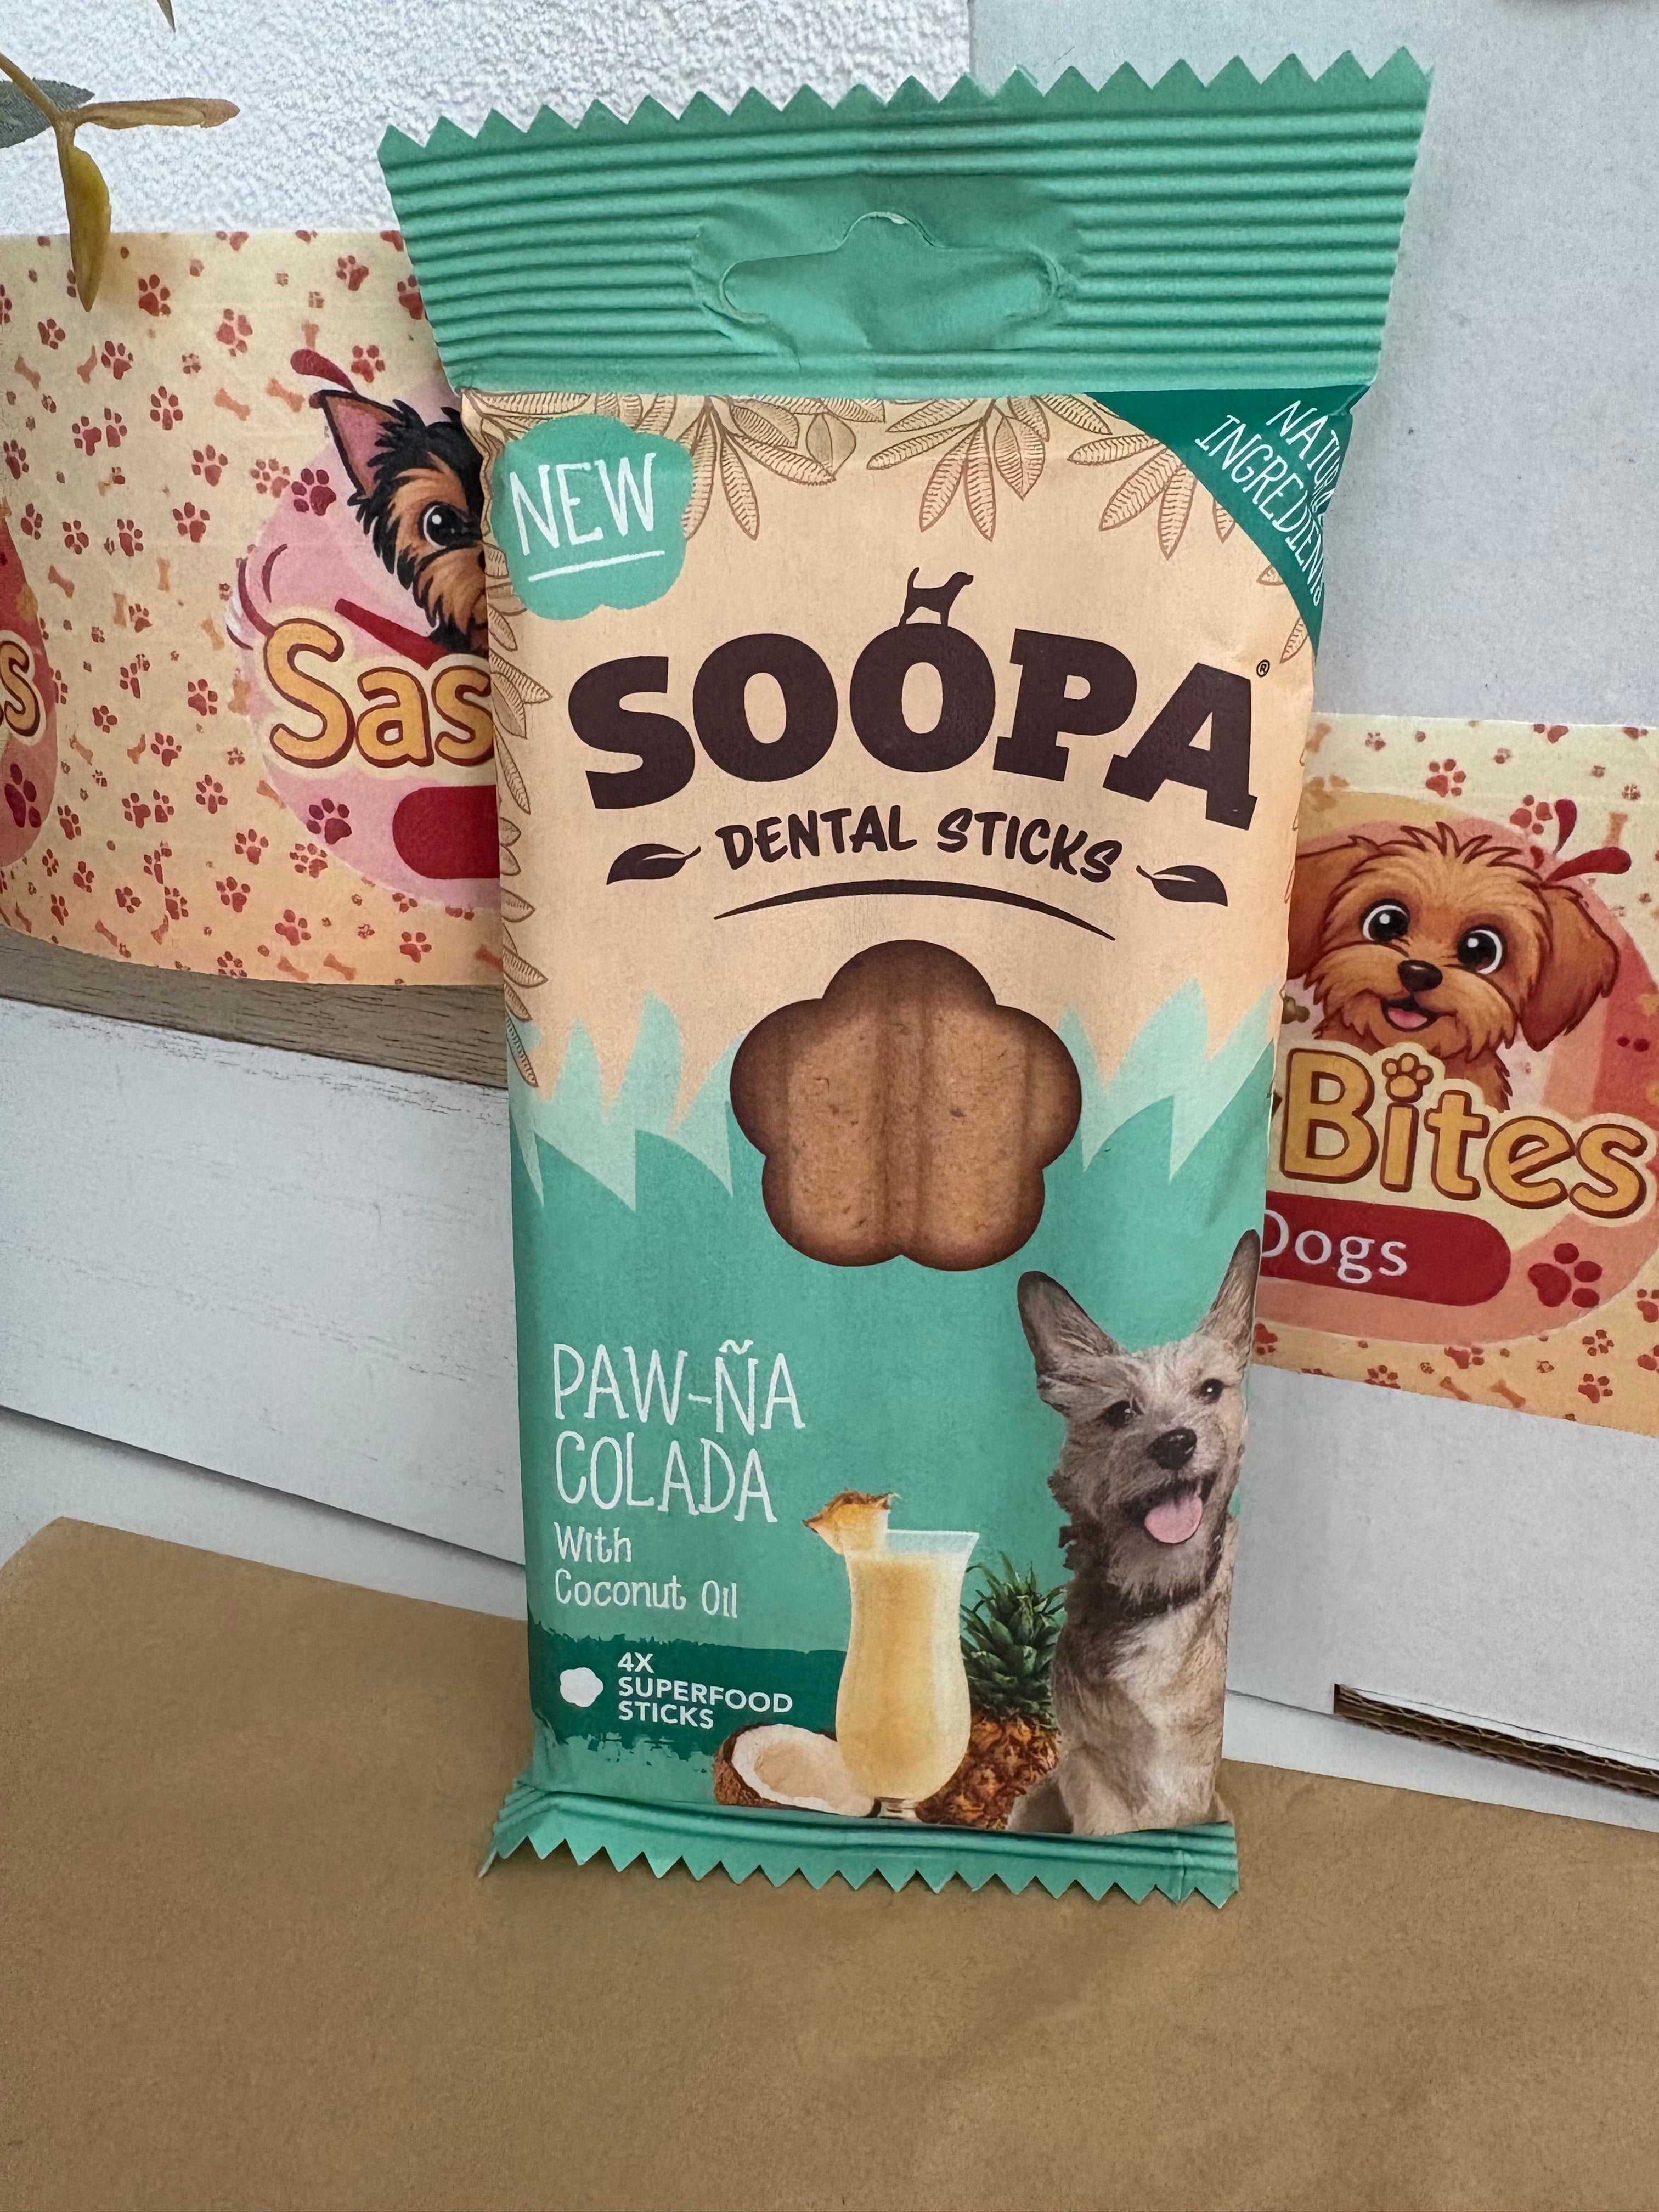 NEW
NATURAL
INGREDIENTS
SOOPA®
DENTAL STICKS
PAW-ÑA
COLADA
With
Coconut Oil
4X
SUPERFOOD
STICKS
s
Sas
Bites
Dogs